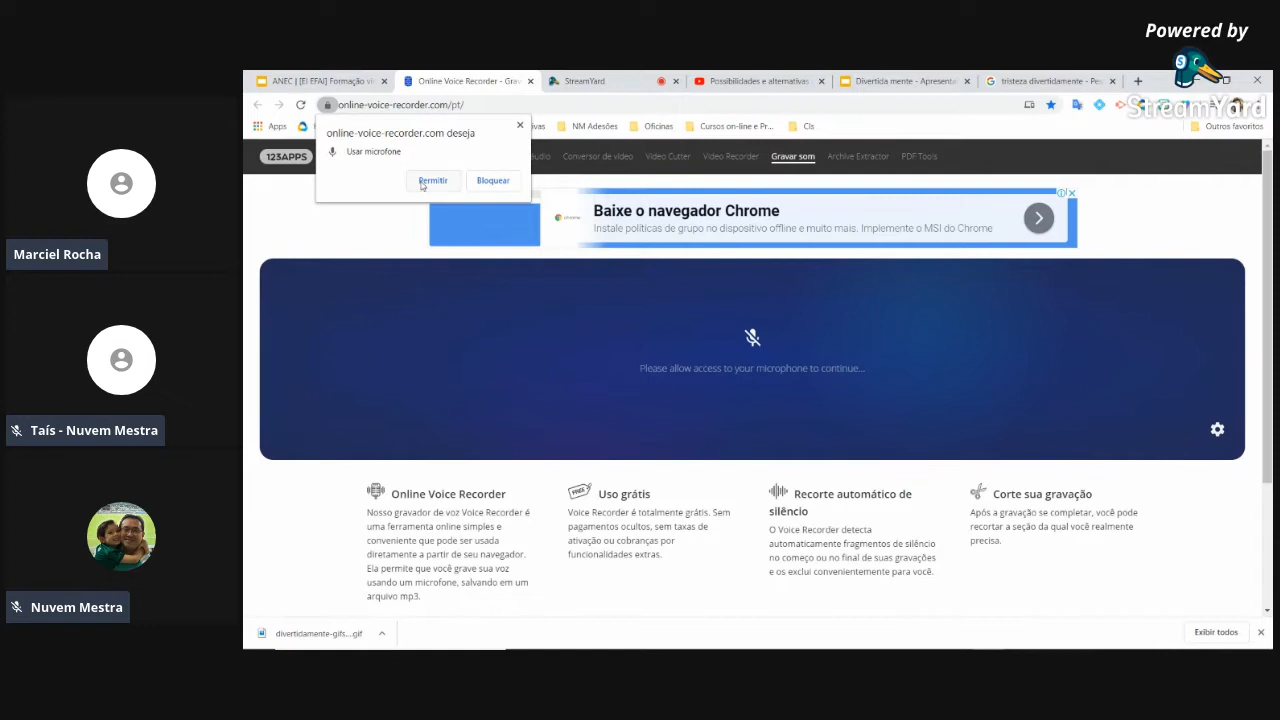 Powered by
StreamYard
Marciel Rocha
Taís - Nuvem Mestra
Nuvem Mestra
ANEC | [EI EFAI] Formação vi
Online Voice Recorder - Grav
StreamYard
Possibilidades e alternativas
Divertida mente - Apresenta
tristeza divertidamente - Pes
online-voice-recorder.com/pt/
Apps
ivas
NM Adesões
Oficinas
Cursos on-line e Pr...
Cls
Outros favoritos
online-voice-recorder.com deseja
Usar microfone
Permitir
Bloquear
123APPS
áudio
Conversor de vídeo
Video Cutter
Video Recorder
Gravar som
Archive Extractor
PDF Tools
Baixe o navegador Chrome
Instale políticas de grupo no dispositivo offline e muito mais. Implemente o MSI do Chrome
Please allow access to your microphone to continue...
Online Voice Recorder
Nosso gravador de voz Voice Recorder é
uma ferramenta online simples e
conveniente que pode ser usada
diretamente a partir de seu navegador.
Ela permite que você grave sua voz
usando um microfone, salvando em um
arquivo mp3.
FREE
Uso grátis
Voice Recorder é totalmente grátis. Sem
pagamentos ocultos, sem taxas de
ativação ou cobranças por
funcionalidades extras.
Recorte automático de
silêncio
O Voice Recorder detecta
automaticamente fragmentos de silêncio
no começo ou no final de suas gravações
e os exclui convenientemente para você.
Corte sua gravação
Após a gravação se completar, você pode
recortar a seção da qual você realmente
precisa.
divertidamente-gifs....gif
Exibir todos